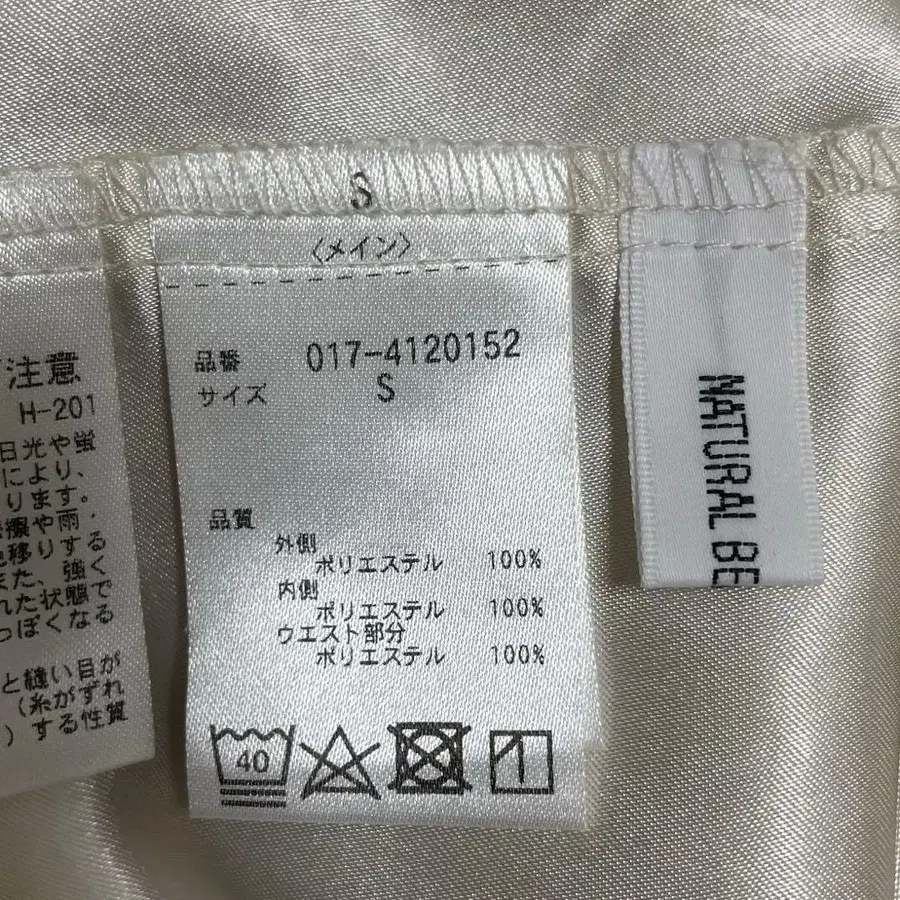 S
〈メイン〉
品番 017-4120152
サイズ S
品質
外側
ポリエステル 100%
内側
ポリエステル 100%
ウエスト部分
ポリエステル 100%
40
注意
H-201
日光や蛍
により、
ります。
擦や雨・
色移りする
また、強く
れた状態で
っぽくなる
と縫い目が
(糸がずれ
)する性質
NATURAL BE